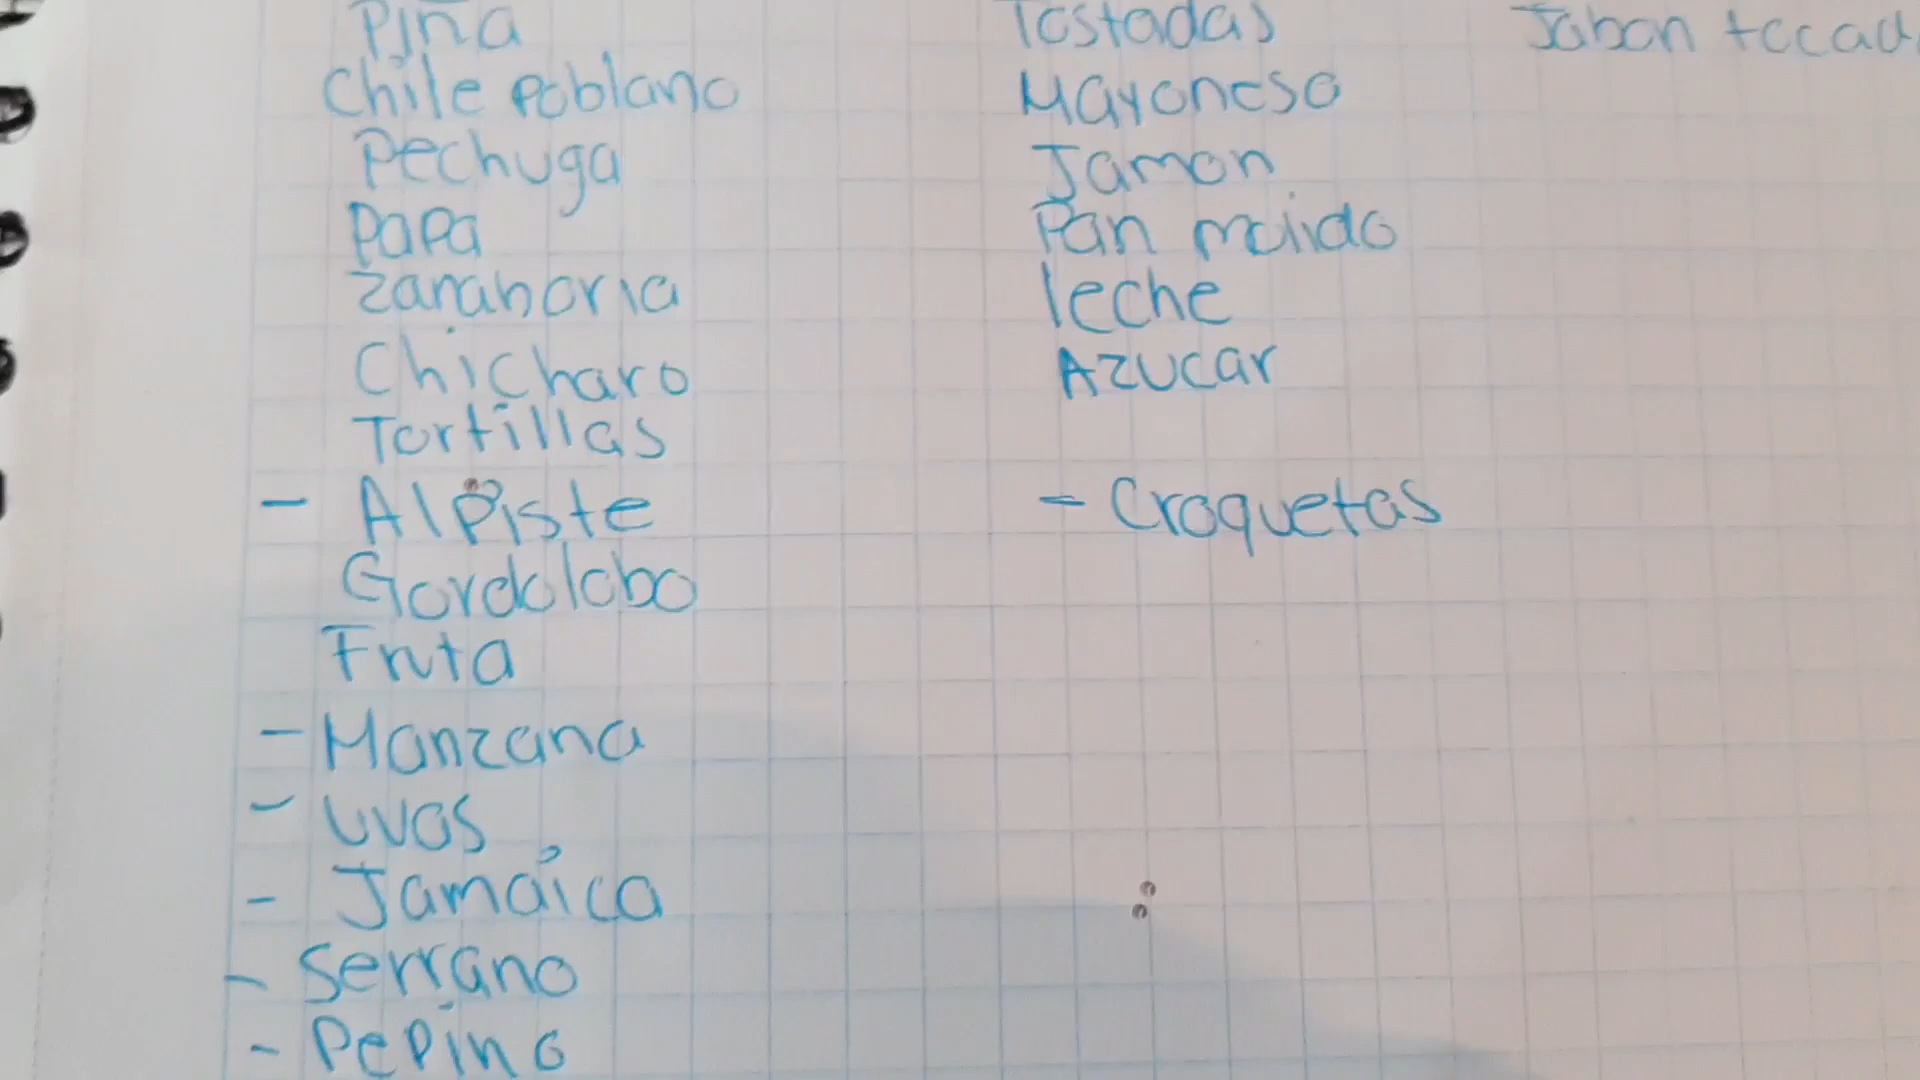 Piña
Chile Poblano
Pechuga
Papa
Zanahoria
Chicharo
Tortillas
- Alpiste
Gordolobo
Fruta
- Manzana
- Uvas
- Jamaica
- Serrano
- Pepino
Tostadas
Mayonesa
Jamon
Pan molido
leche
Azucar
- Croquetas
Jabon